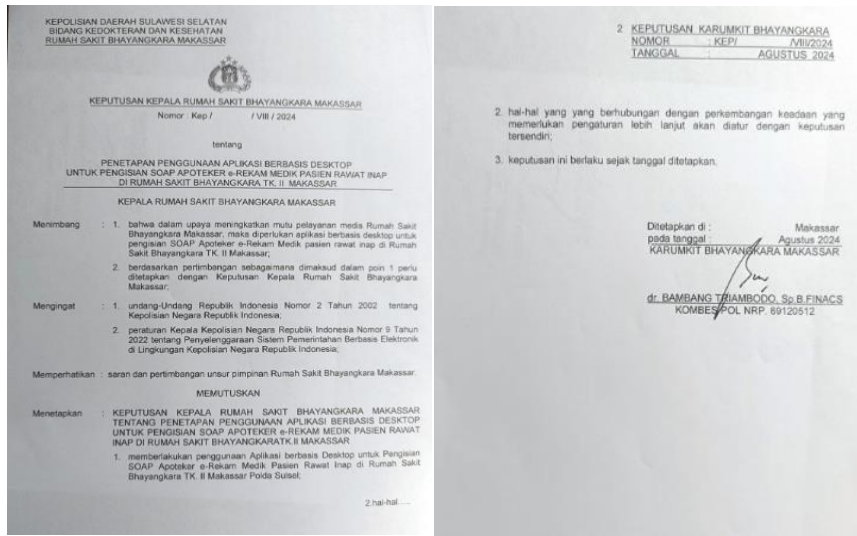 KEPOLISIAN DAERAH SULAWESI SELATAN
BIDANG KEDOKTERAN DAN KESEHATAN
RUMAH SAKIT BHAYANGKARA MAKASSAR
KEPUTUSAN KEPALA RUMAH SAKIT BHAYANGKARA MAKASSAR
Nomor : Kep / / VIII / 2024
tentang
PENETAPAN PENGGUNAAN APLIKASI BERBASIS DESKTOP
UNTUK PENGISIAN SOAP APOTEKER e-REKAM MEDIK PASIEN RAWAT INAP
DI RUMAH SAKIT BHAYANGKARA TK. II MAKASSAR
KEPALA RUMAH SAKIT BHAYANGKARA MAKASSAR
Menimbang : 1. bahwa dalam upaya meningkatkan mutu pelayanan media Rumah Sakit
Bhayangkara Makassar, maka diperlukan aplikasi berbasis desktop untuk
pengisian SOAP Apoteker e-Rekam Medik pasien rawat inap di Rumah
Sakit Bhayangkara TK. II Makassar;
2. berdasarkan pertimbangan sebagaimana dimaksud dalam poin 1 perlu
ditetapkan dengan Keputusan Kepala Rumah Sakit Bhayangkara
Makassar;
Mengingat : 1. undang-Undang Republik Indonesia Nomor 2 Tahun 2002 tentang
Kepolisian Negara Republik Indonesia;
2. peraturan Kepala Kepolisian Negara Republik Indonesia Nomor 9 Tahun
2022 tentang Penyelenggaraan Sistem Pemerintahan Berbasis Elektronik
di Lingkungan Kepolisian Negara Republik Indonesia;
Memperhatikan : saran dan pertimbangan unsur pimpinan Rumah Sakit Bhayangkara Makassar.
MEMUTUSKAN
Menetapkan : KEPUTUSAN KEPALA RUMAH SAKIT BHAYANGKARA MAKASSAR
TENTANG PENETAPAN PENGGUNAAN APLIKASI BERBASIS DESKTOP
UNTUK PENGISIAN SOAP APOTEKER e-REKAM MEDIK PASIEN RAWAT
INAP DI RUMAH SAKIT BHAYANGKARATK.II MAKASSAR
1. memberlakukan penggunaan Aplikasi berbasis Desktop untuk Pengisian
SOAP Apoteker e-Rekam Medik Pasien Rawat Inap di Rumah Sakit
Bhayangkara TK. II Makassar Polda Sulsel;
2.hal-hal.....
2 KEPUTUSAN KARUMKIT BHAYANGKARA
NOMOR : KEP/ /VIII/2024
TANGGAL : AGUSTUS 2024
2. hal-hal yang yang berhubungan dengan perkembangan keadaan yang
memerlukan pengaturan lebih lanjut akan diatur dengan keputusan
tersendiri;
3. keputusan ini berlaku sejak tanggal ditetapkan.
Ditetapkan di : Makassar
pada tanggal : Agustus 2024
KARUMKIT BHAYANGKARA MAKASSAR
dr. BAMBANG TRIAMBODO, Sp.B.FINACS
KOMBES POL NRP. 69120512